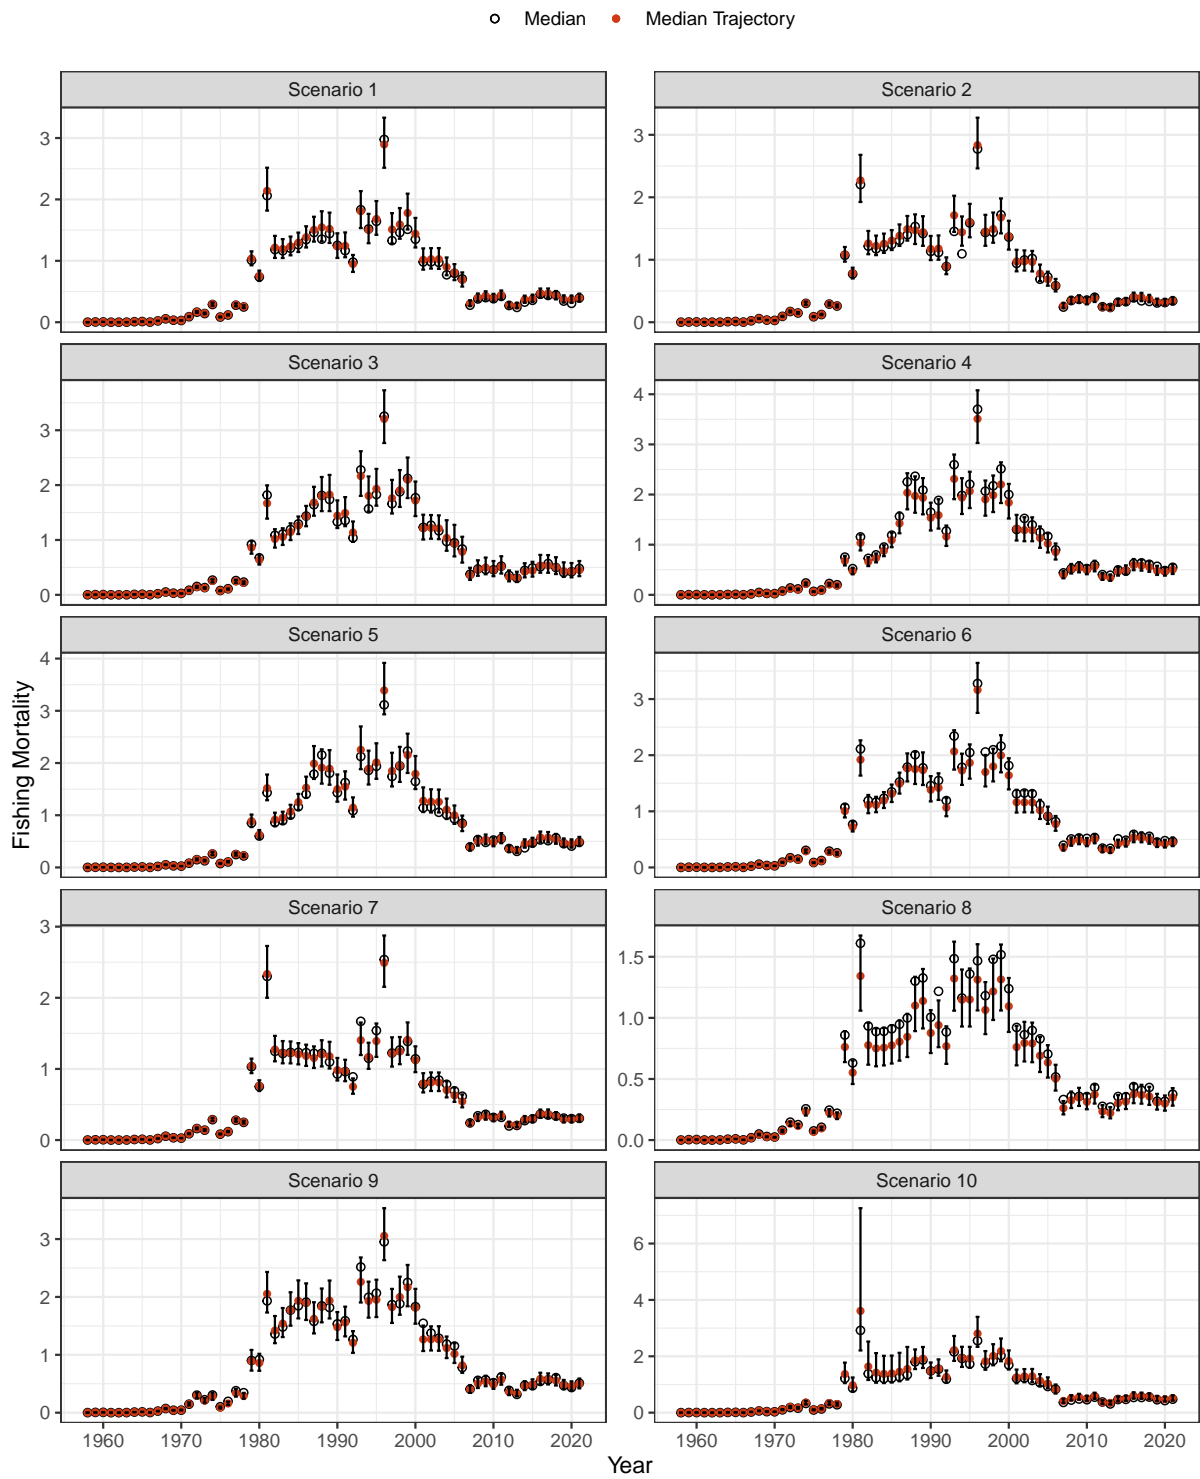 Median Median Trajectory
Scenario 1 Scenario 2
3 3
2 2
1 1
0 0
Scenario 3 Scenario 4
3 4
2 3
1 2
0 1
0
Scenario 5 Scenario 6
4 3
3 2
2 1
1 0
0
Fishing Mortality
Scenario 7 Scenario 8
3 1.5
2 1.0
1 0.5
0 0.0
Scenario 9 Scenario 10
3 6
2 4
1 2
0 0
1960 1970 1980 1990 2000 2010 2020 1960 1970 1980 1990 2000 2010 2020
Year